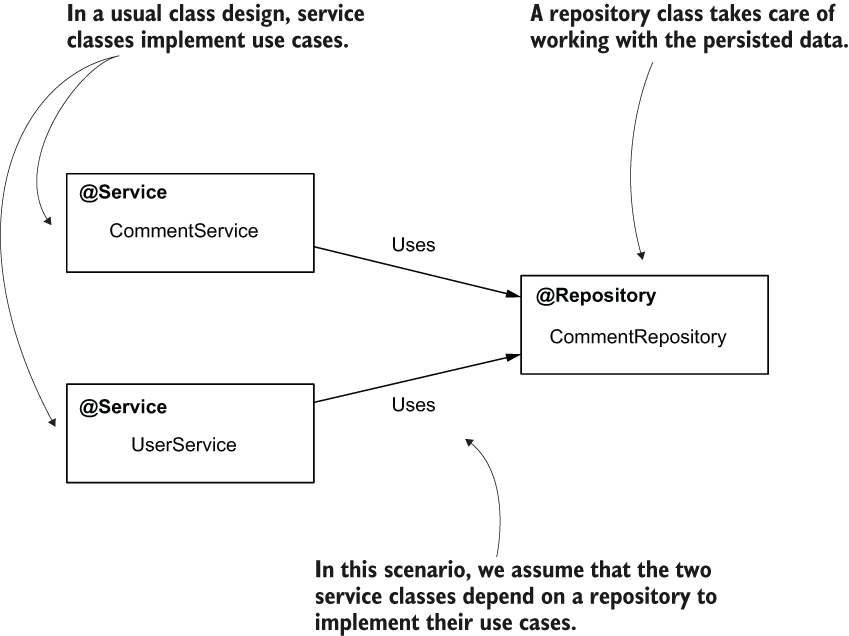 In a usual class design, service
classes implement use cases.
A repository class takes care of
working with the persisted data.
@Service
CommentService
Uses
@Repository
CommentRepository
@Service
UserService
Uses
In this scenario, we assume that the two
service classes depend on a repository to
implement their use cases.